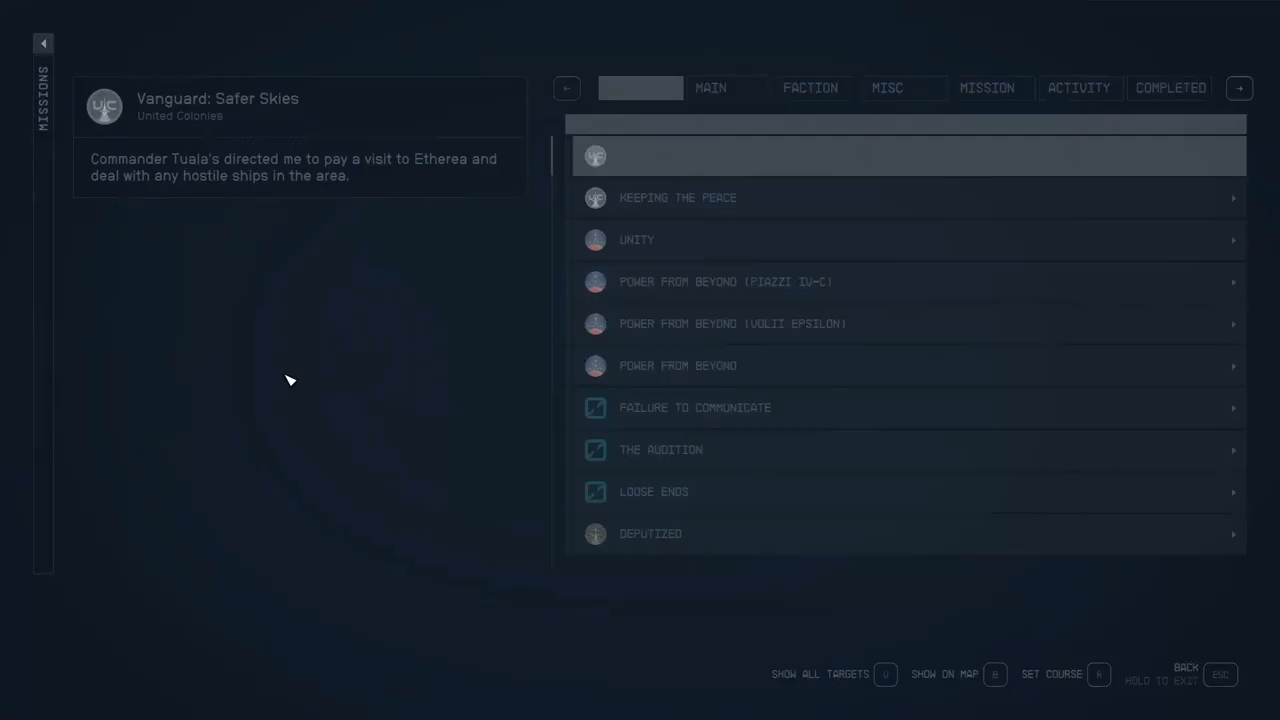 MISSIONS
UC
Vanguard: Safer Skies
United Colonies
Commander Tuala's directed me to pay a visit to Etherea and
deal with any hostile ships in the area.
MAIN
FACTION
MISC
MISSION
ACTIVITY
COMPLETED
UC
UC
KEEPING THE PEACE
UNITY
POWER FROM BEYOND (PIAZZI IV-C)
POWER FROM BEYOND (VOLII EPSILON)
POWER FROM BEYOND
FAILURE TO COMMUNICATE
THE AUDITION
LOOSE ENDS
DEPUTIZED
SHOW ALL TARGETS V
SHOW ON MAP
SET COURSE R
BACK
HOLD TO EXIT
ESC